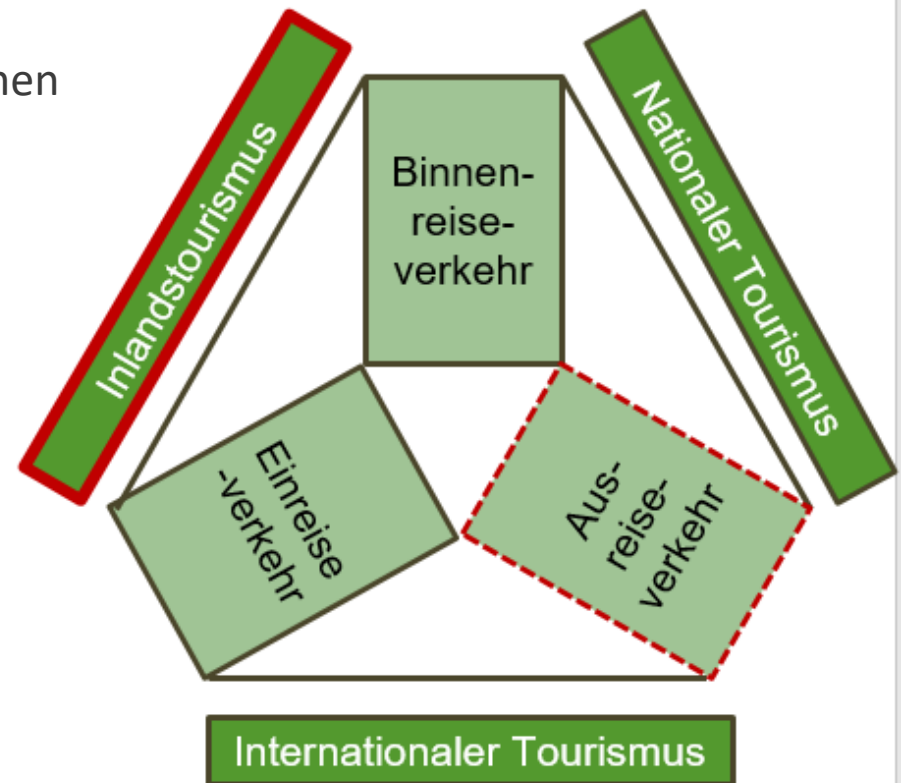 nen
Inlandstourismus
Nationaler Tourismus
Binnen-
reise-
verkehr
Einreise
-verkehr
Aus-
reise-
verkehr
Internationaler Tourismus